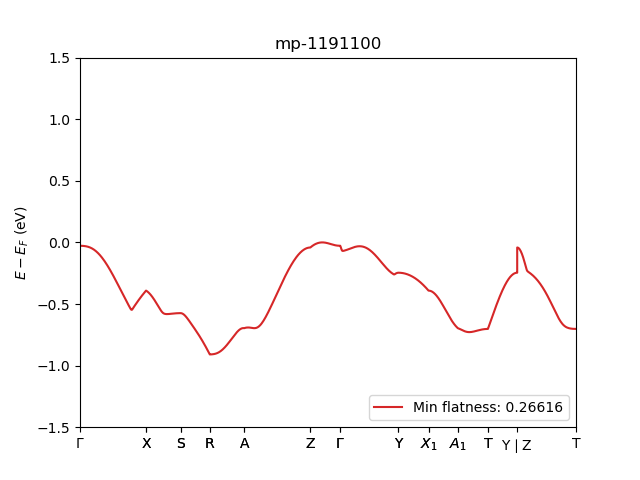 mp-1191100
E − E_F (eV)
1.5
1.0
0.5
0.0
−0.5
−1.0
−1.5
Min flatness: 0.26616
Γ X S R A Z Γ Y X₁ A₁ T Y | Z T